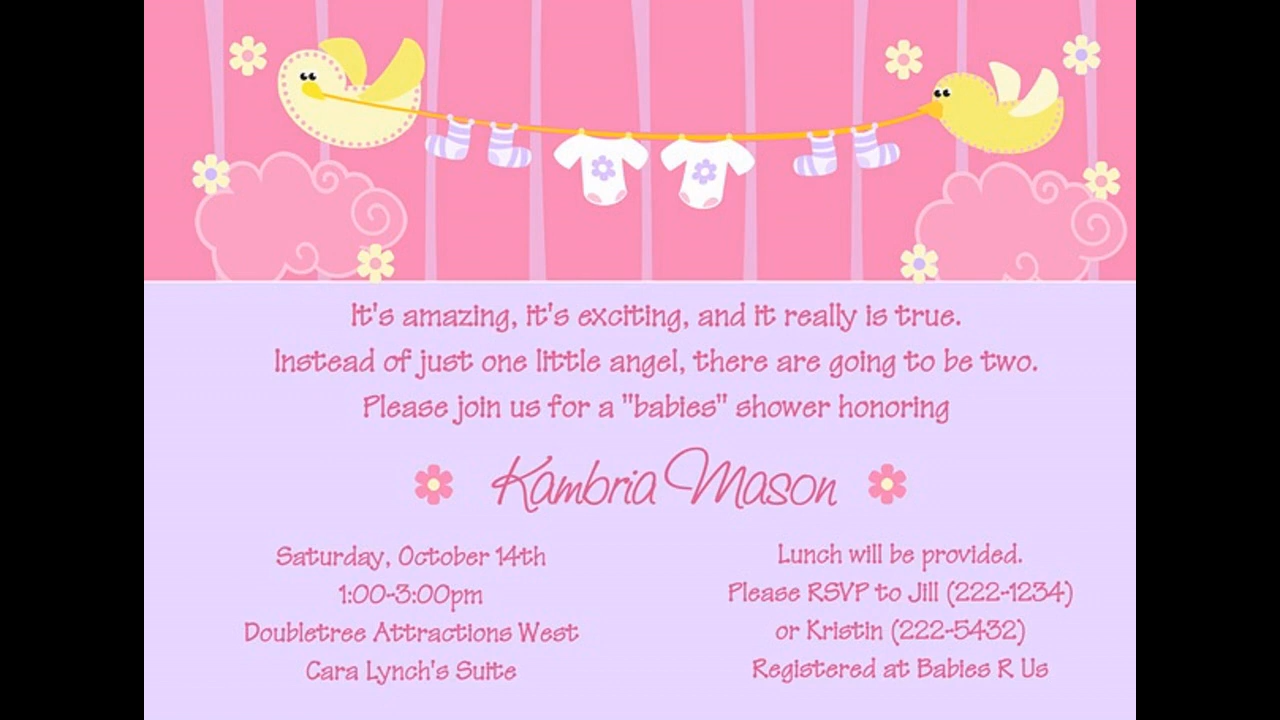 It's amazing, it's exciting, and it really is true.
Instead of just one little angel, there are going to be two.
Please join us for a "babies" shower honoring
Kambria Mason
Saturday, October 14th
1:00-3:00pm
Doubletree Attractions West
Cara Lynch's Suite
Lunch will be provided.
Please RSVP to Jill (222-1234)
or Kristin (222-5432)
Registered at Babies R Us